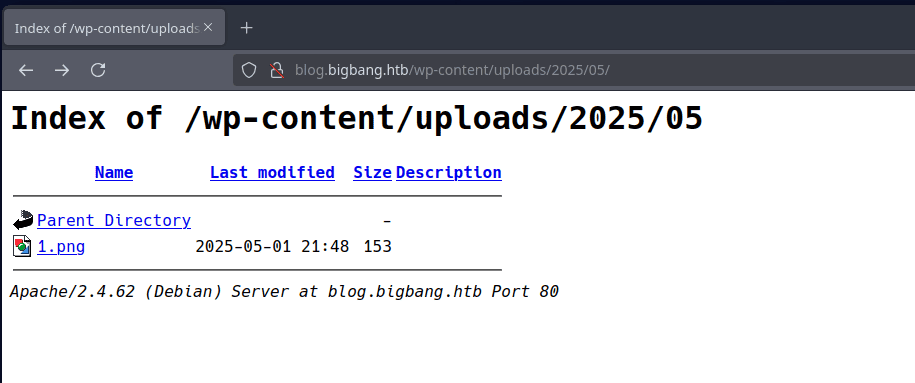 Index of /wp-content/uploads
blog.bigbang.htb/wp-content/uploads/2025/05/
Index of /wp-content/uploads/2025/05
Name Last modified Size Description
Parent Directory -
1.png 2025-05-01 21:48 153
Apache/2.4.62 (Debian) Server at blog.bigbang.htb Port 80